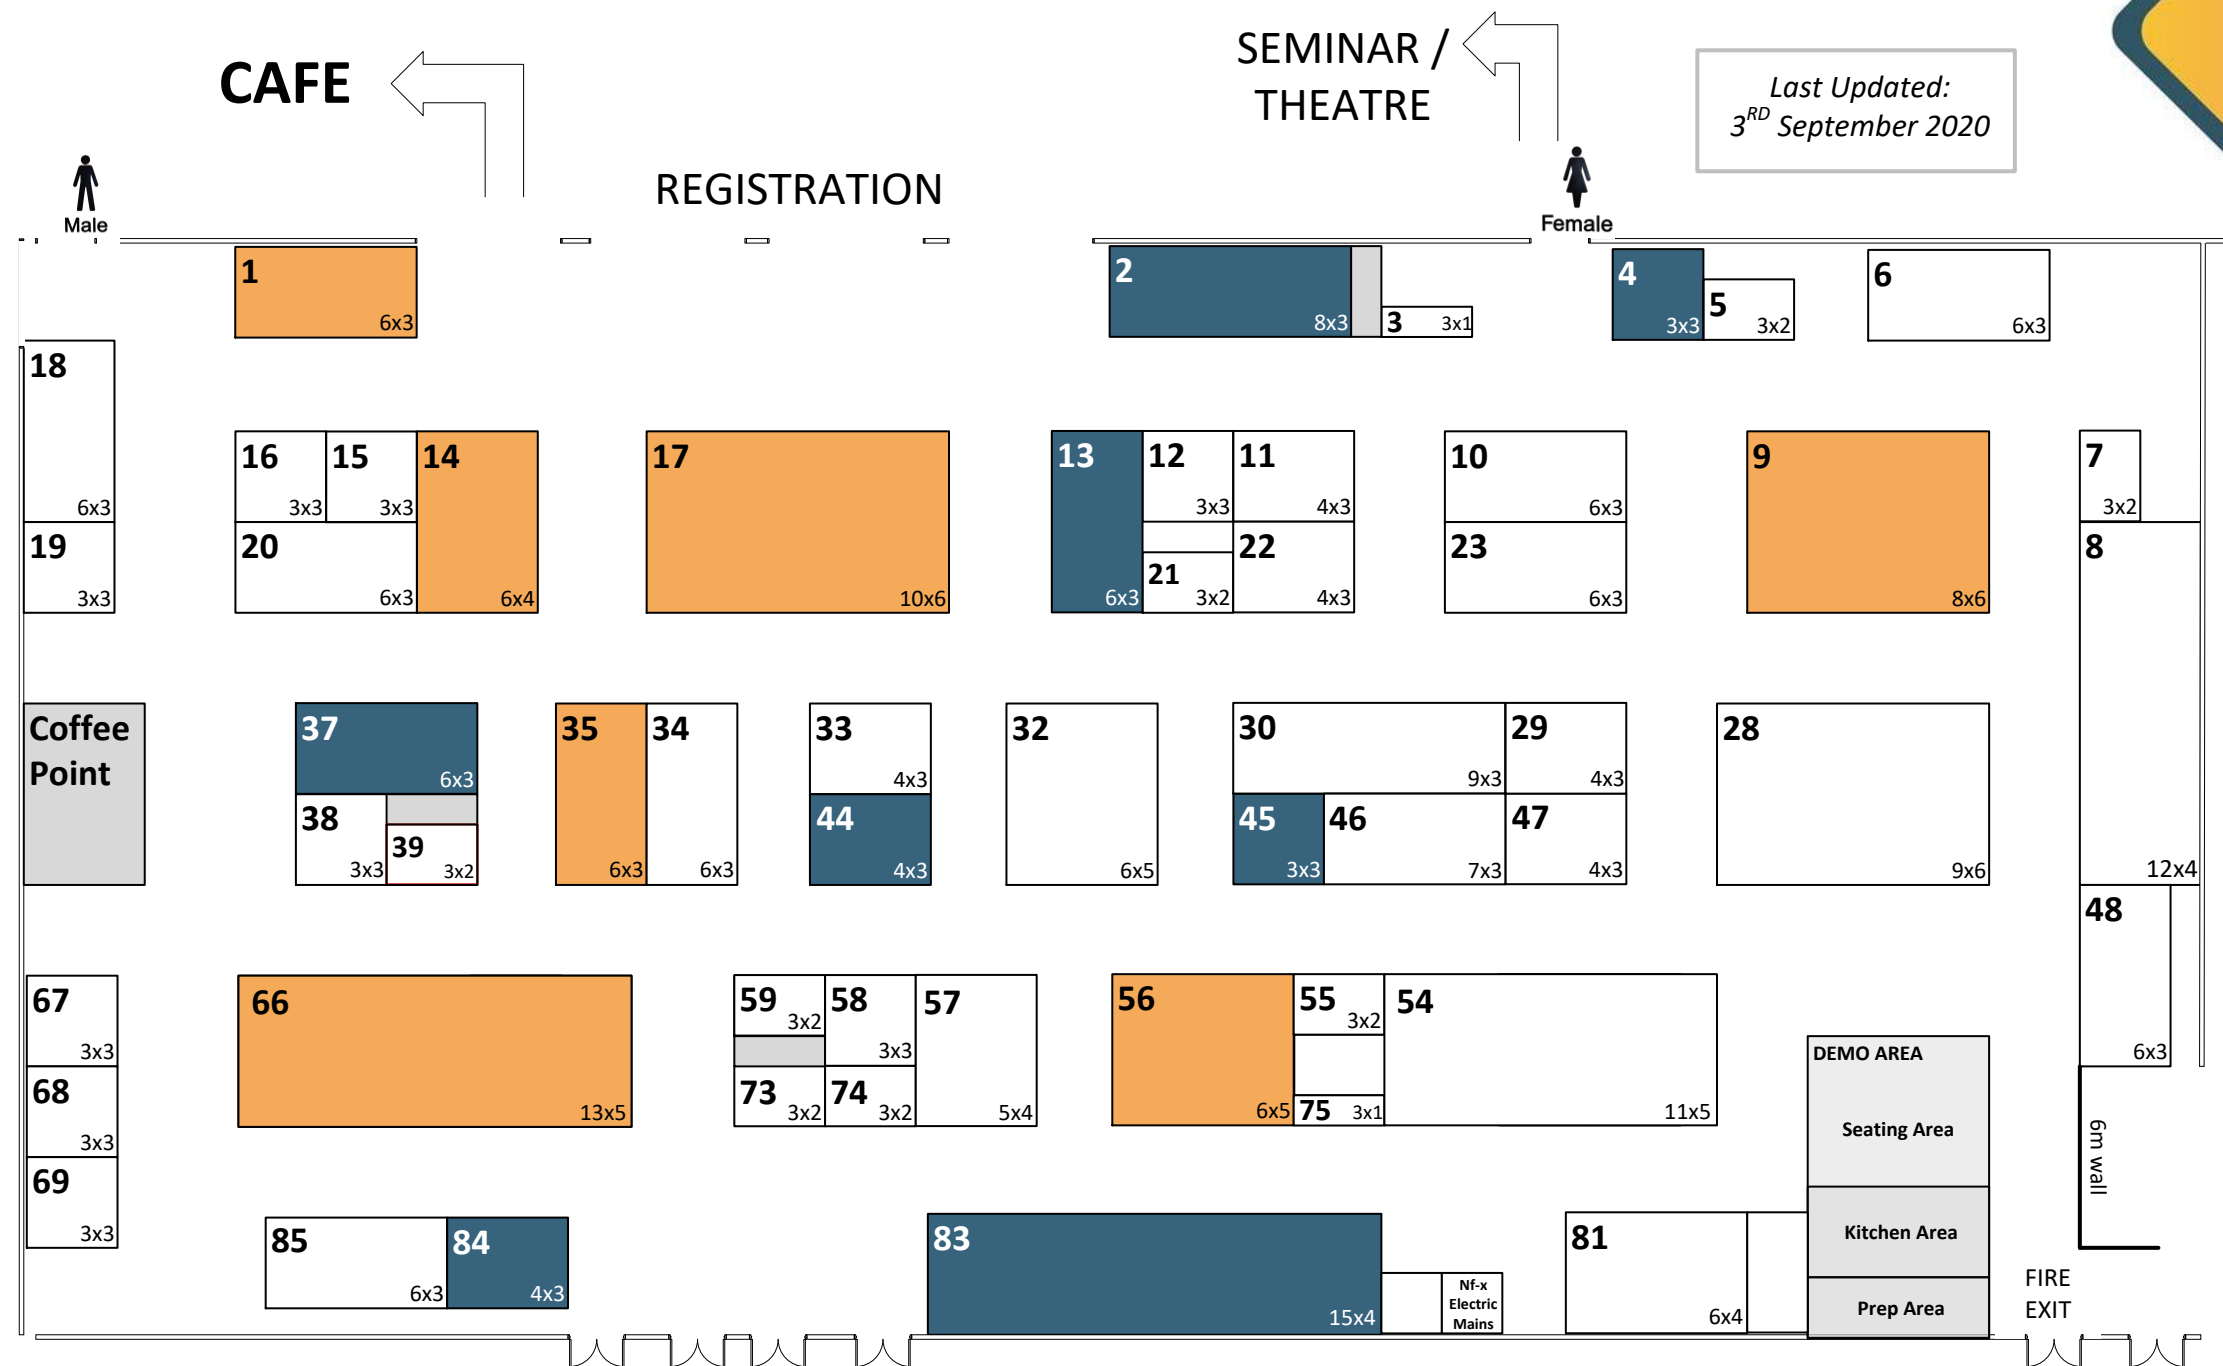 CAFE
SEMINAR /
THEATRE
Last Updated:
3RD September 2020
Male
REGISTRATION
Female
1
6x3
2
8x3
3
3x1
4
3x3
5
3x2
6
6x3
18
6x3
19
3x3
16
3x3
15
3x3
14
6x4
20
6x3
17
10x6
13
6x3
12
3x3
11
4x3
21
3x2
22
4x3
10
6x3
23
6x3
9
8x6
7
3x2
8
12x4
Coffee
Point
37
6x3
38
3x3
39
3x2
35
6x3
34
6x3
33
4x3
44
4x3
32
6x5
30
9x3
29
4x3
45
3x3
46
7x3
47
4x3
28
9x6
48
6x3
67
3x3
68
3x3
69
3x3
66
13x5
59
3x2
58
3x3
57
5x4
73
3x2
74
3x2
56
6x5
55
3x2
75
3x1
54
11x5
DEMO AREA
Seating Area
Kitchen Area
Prep Area
6m wall
85
6x3
84
4x3
83
15x4
Nf-x
Electric
Mains
81
6x4
FIRE
EXIT